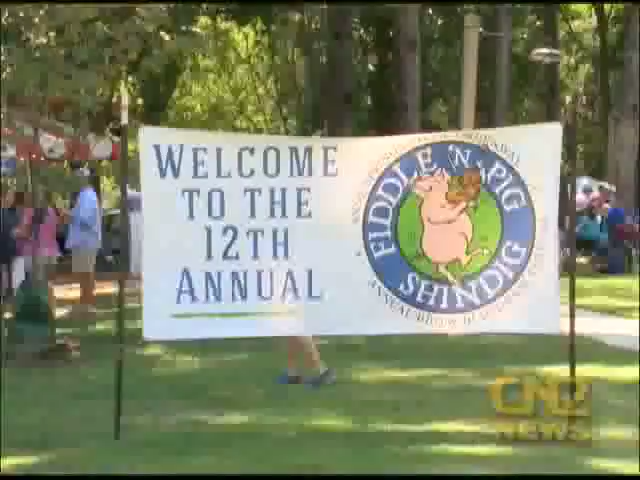 WELCOME
TO THE
12TH
ANNUAL
FIDDLE 'N PIG
SHINDIG
CN2
NEWS